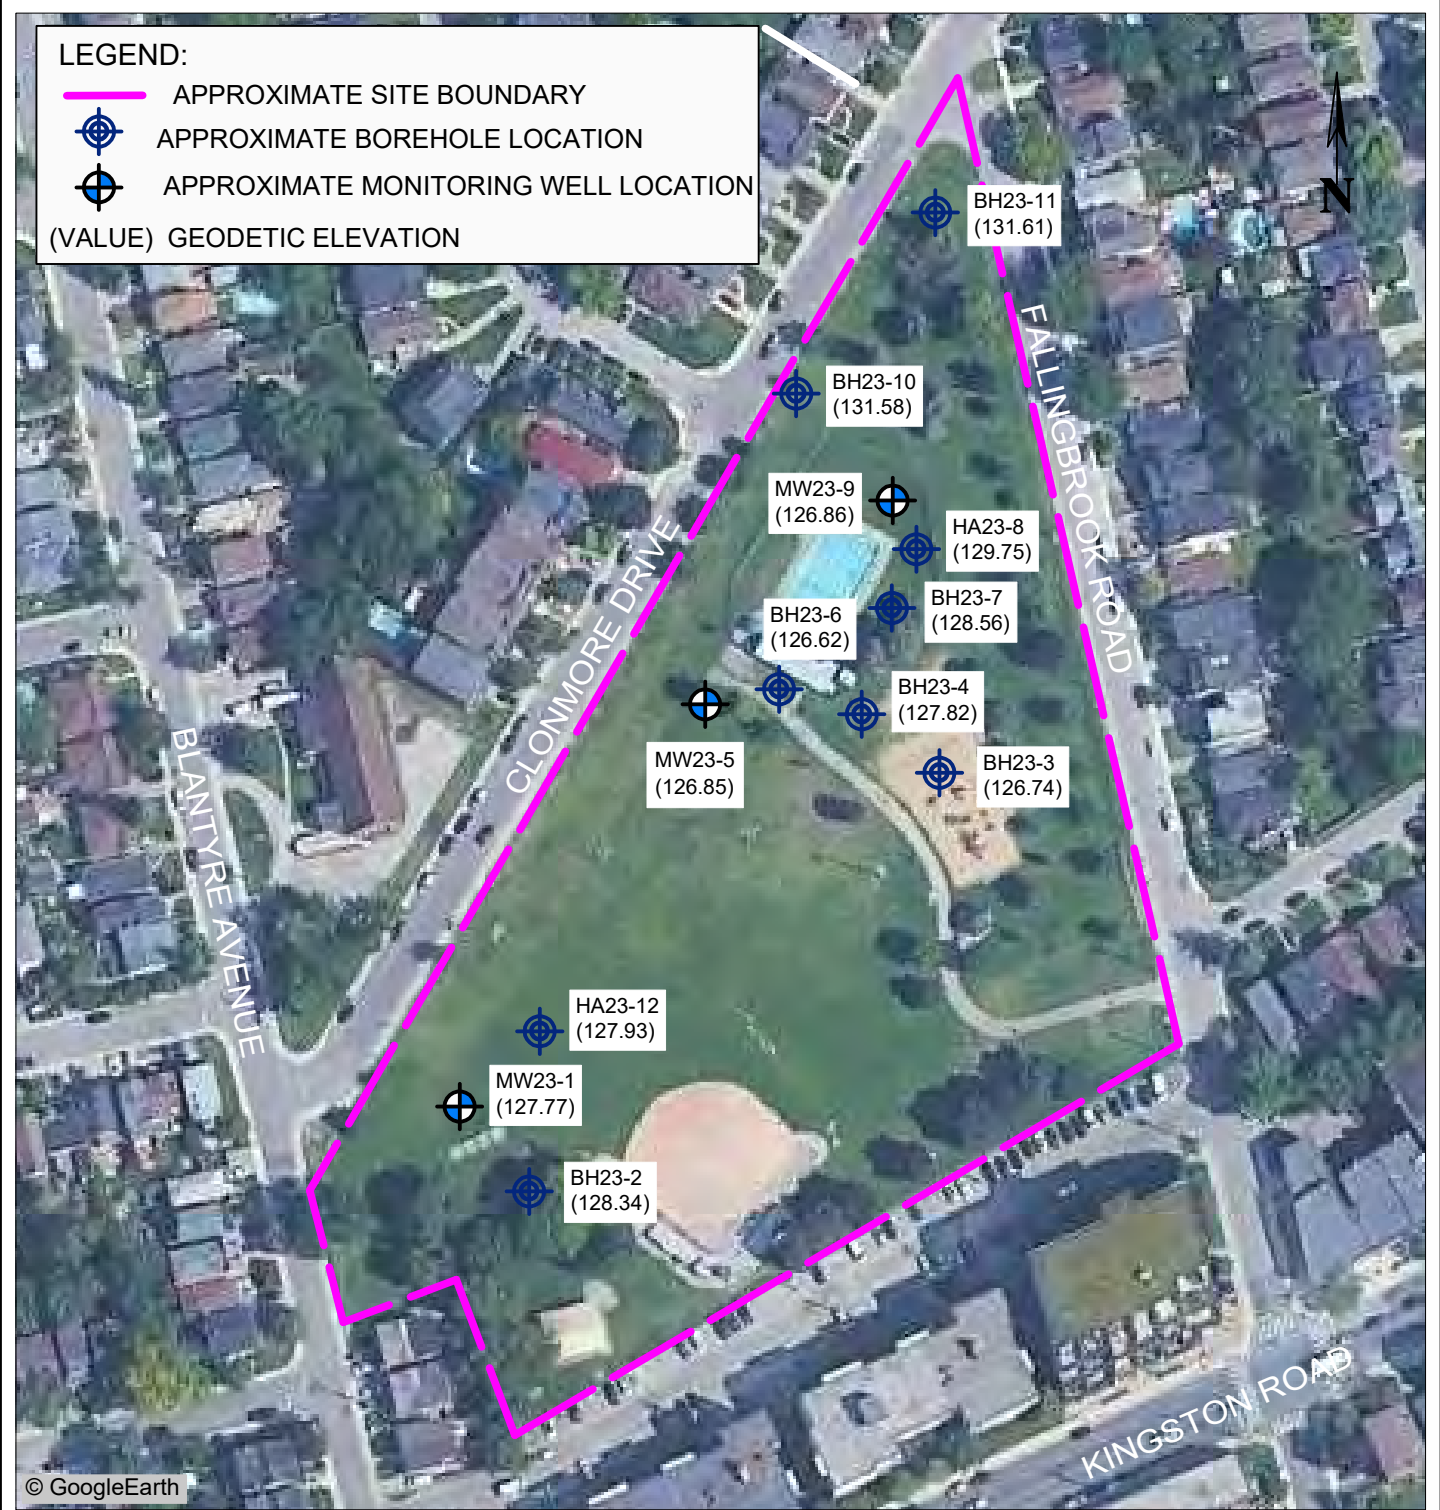 LEGEND:
APPROXIMATE SITE BOUNDARY
APPROXIMATE BOREHOLE LOCATION
APPROXIMATE MONITORING WELL LOCATION
(VALUE) GEODETIC ELEVATION
N
BH23-11
(131.61)
FALLINGBROOK ROAD
BH23-10
(131.58)
MW23-9
(126.86)
HA23-8
(129.75)
BH23-7
(128.56)
BH23-6
(126.62)
CLONMORE DRIVE
BH23-4
(127.82)
MW23-5
(126.85)
BH23-3
(126.74)
BLANTYRE AVENUE
HA23-12
(127.93)
MW23-1
(127.77)
BH23-2
(128.34)
KINGSTON ROAD
© GoogleEarth